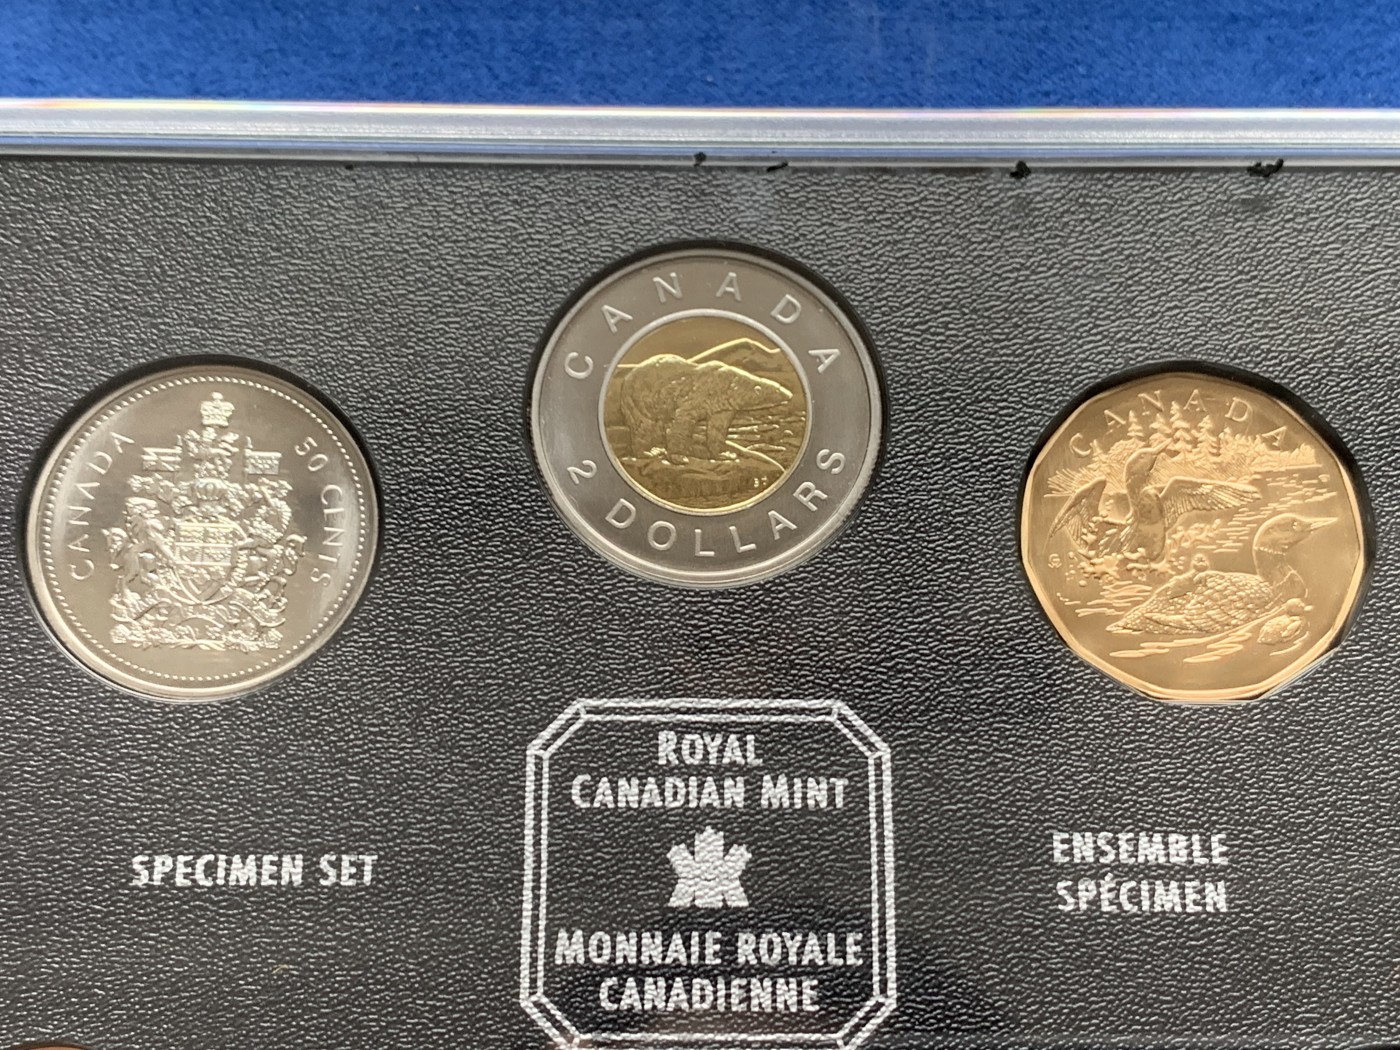 CANADA
2 DOLLARS
CANADA
50 CENTS
CANADA
ROYAL
CANADIAN MINT
MONNAIE ROYALE
CANADIENNE
SPECIMEN SET
ENSEMBLE
SPÉCIMEN